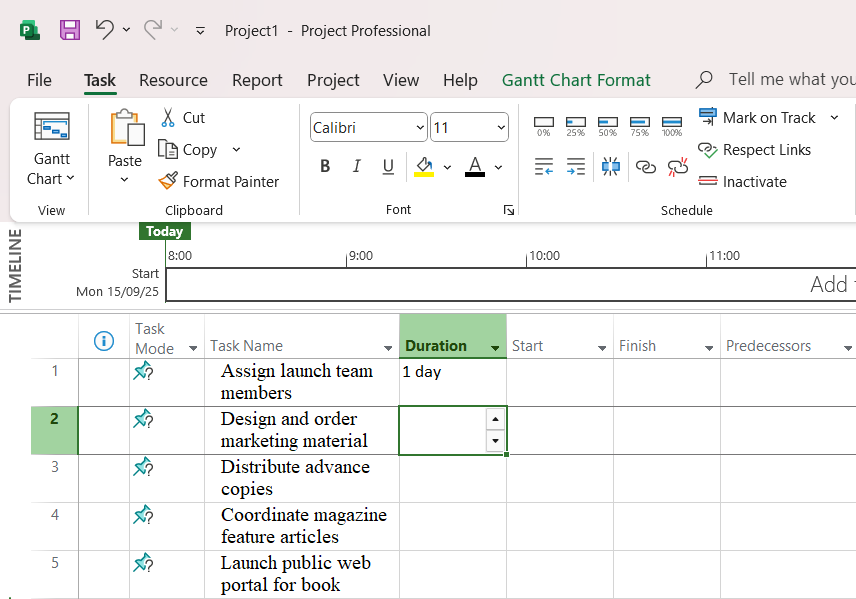 Project1 - Project Professional
File Task Resource Report Project View Help Gantt Chart Format Tell me what you
Gantt
Chart
View
Paste
Cut
Copy
Format Painter
Clipboard
Calibri 11
B I U A
Font
0% 25% 50% 75% 100%
Mark on Track
Respect Links
Inactivate
Schedule
TIMELINE
Today
8:00 9:00 10:00 11:00
Start
Mon 15/09/25
Add
Task
Mode Task Name Duration Start Finish Predecessors
1 Assign launch team
members 1 day
2 Design and order
marketing material
3 Distribute advance
copies
4 Coordinate magazine
feature articles
5 Launch public web
portal for book